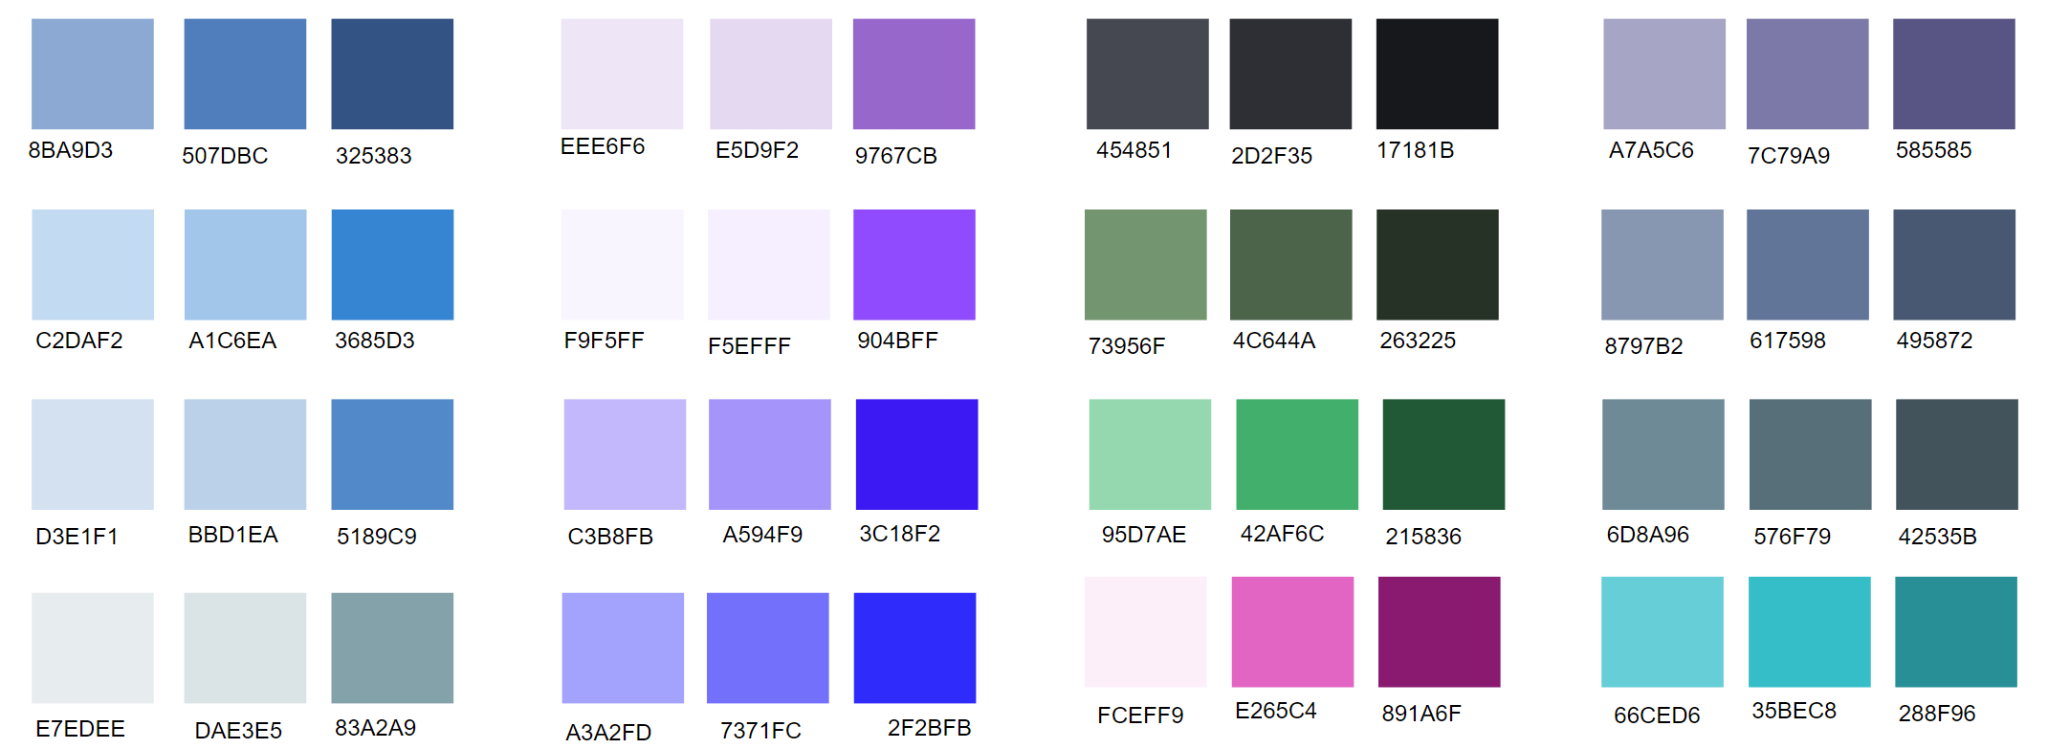 8BA9D3 507DBC 325383 EEE6F6 E5D9F2 9767CB 454851 2D2F35 17181B A7A5C6 7C79A9 585585
C2DAF2 A1C6EA 3685D3 F9F5FF F5EFFF 904BFF 73956F 4C644A 263225 8797B2 617598 495872
D3E1F1 BBD1EA 5189C9 C3B8FB A594F9 3C18F2 95D7AE 42AF6C 215836 6D8A96 576F79 42535B
E7EDEE DAE3E5 83A2A9 A3A2FD 7371FC 2F2BFB FCEFF9 E265C4 891A6F 66CED6 35BEC8 288F96